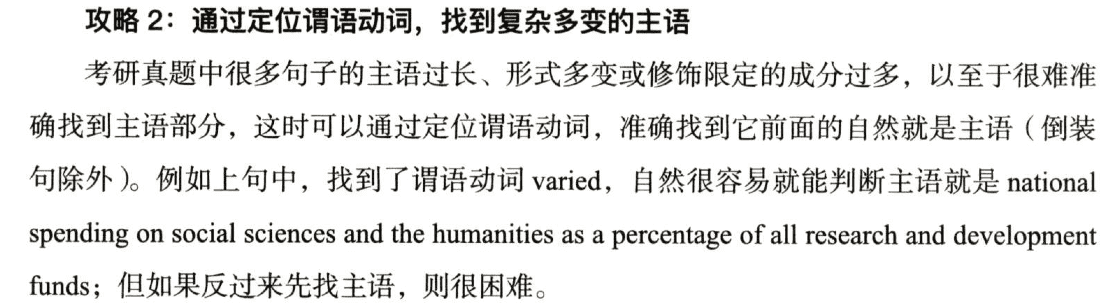 攻略 2：通过定位谓语动词，找到复杂多变的主语
考研真题中很多句子的主语过长、形式多变或修饰限定的成分过多，以至于很难准
确找到主语部分，这时可以通过定位谓语动词，准确找到它前面的自然就是主语（倒装
句除外）。例如上句中，找到了谓语动词 varied，自然很容易就能判断主语就是 national
spending on social sciences and the humanities as a percentage of all research and development
funds；但如果反过来先找主语，则很困难。